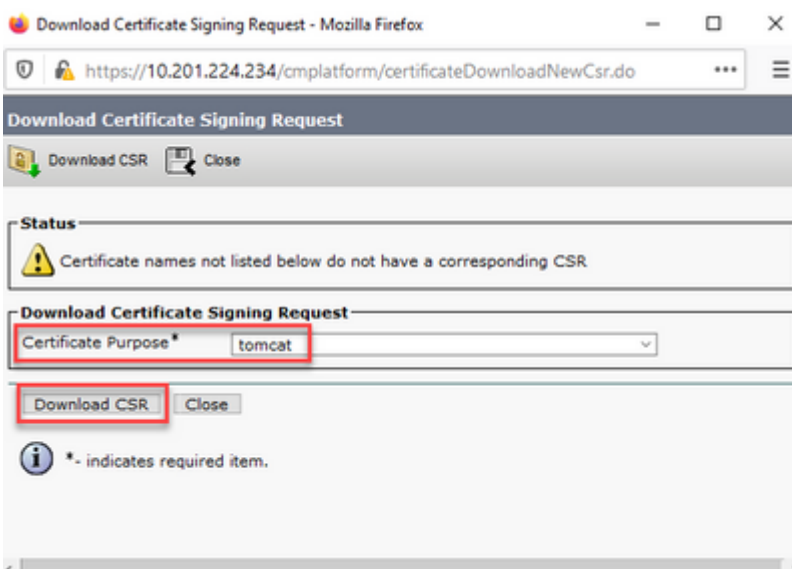 Download Certificate Signing Request - Mozilla Firefox
https://10.201.224.234/cmplatform/certificateDownloadNewCsr.do
Download Certificate Signing Request
Download CSR Close
Status
Certificate names not listed below do not have a corresponding CSR
Download Certificate Signing Request
Certificate Purpose* tomcat
Download CSR Close
*- indicates required item.